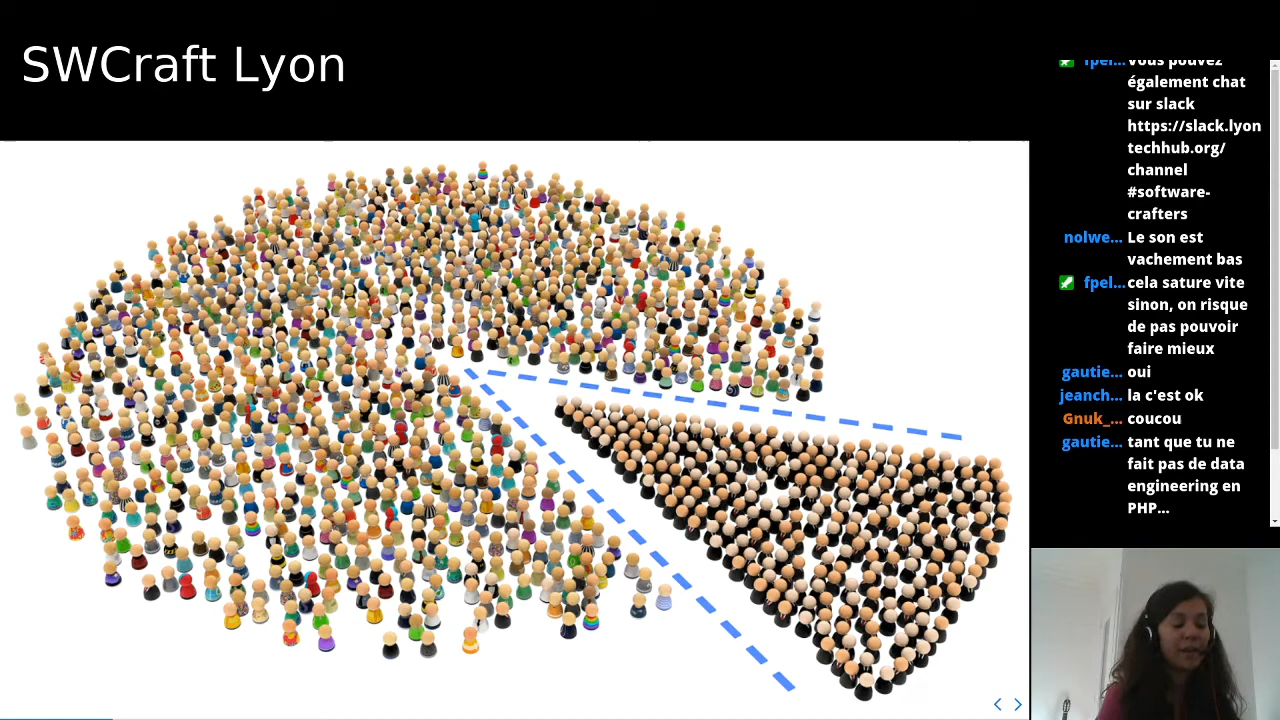 SWCraft Lyon
fpel... Vous pouvez
également chat
sur slack
https://slack.lyon
techhub.org/
channel
#software-
crafters
nolwe... Le son est
vachement bas
fpel... cela sature vite
sinon, on risque
de pas pouvoir
faire mieux
gautie... oui
jeanch... la c'est ok
Gnuk_... coucou
gautie... tant que tu ne
fait pas de data
engineering en
PHP...